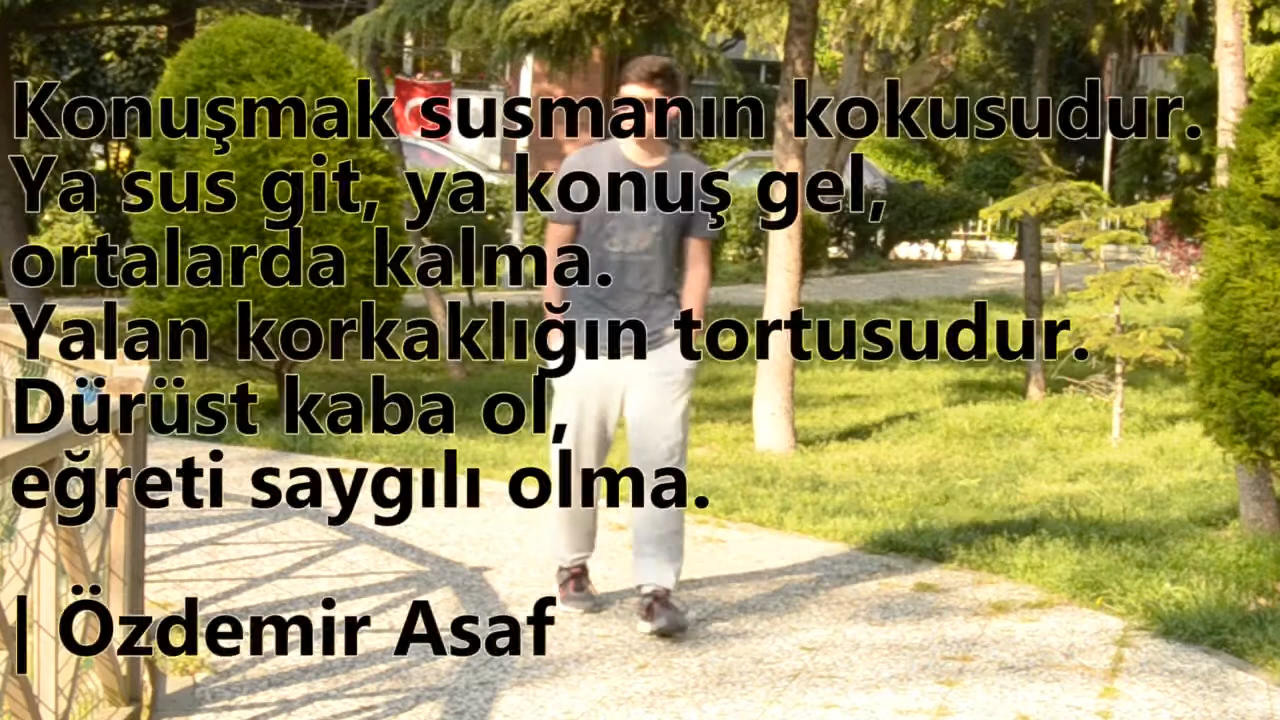 Konuşmak susmanın kokusudur.
Ya sus git, ya konuş gel,
ortalarda kalma.
Yalan korkaklığın tortusudur.
Dürüst kaba ol,
eğreti saygılı olma.
| Özdemir Asaf